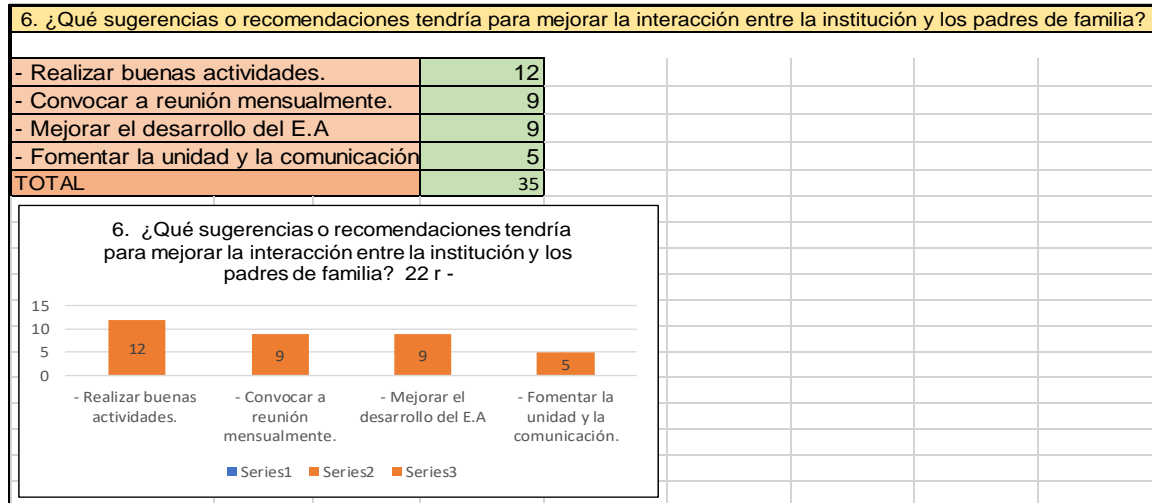 6. ¿Qué sugerencias o recomendaciones tendría para mejorar la interacción entre la institución y los padres de familia?
- Realizar buenas actividades. 12
- Convocar a reunión mensualmente. 9
- Mejorar el desarrollo del E.A 9
- Fomentar la unidad y la comunicación 5
TOTAL 35
6. ¿Qué sugerencias o recomendaciones tendría
para mejorar la interacción entre la institución y los
padres de familia? 22 r -
15
10
5
0
12
9
9
5
- Realizar buenas
actividades.
- Convocar a
reunión
mensualmente.
- Mejorar el
desarrollo del E.A
- Fomentar la
unidad y la
comunicación.
Series1 Series2 Series3